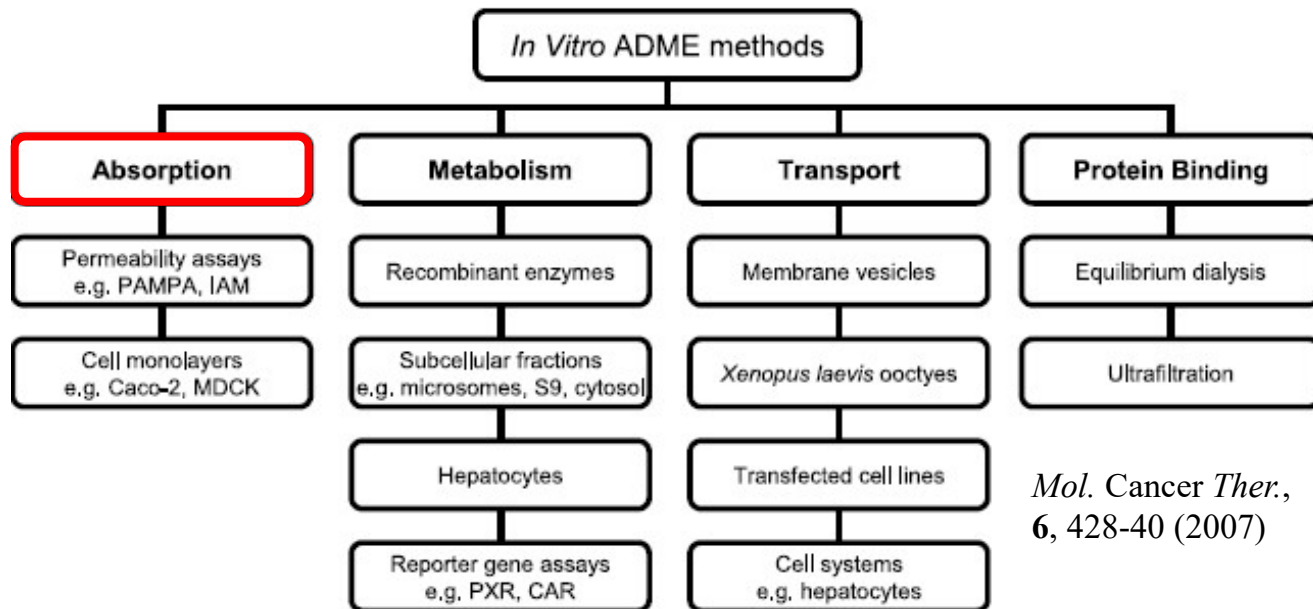 In Vitro ADME methods
Absorption
Permeability assays
e.g. PAMPA, IAM
Cell monolayers
e.g. Caco-2, MDCK
Metabolism
Recombinant enzymes
Subcellular fractions
e.g. microsomes, S9, cytosol
Hepatocytes
Reporter gene assays
e.g. PXR, CAR
Transport
Membrane vesicles
Xenopus laevis ooctyes
Transfected cell lines
Cell systems
e.g. hepatocytes
Protein Binding
Equilibrium dialysis
Ultrafiltration
Mol. Cancer Ther.,
6, 428-40 (2007)